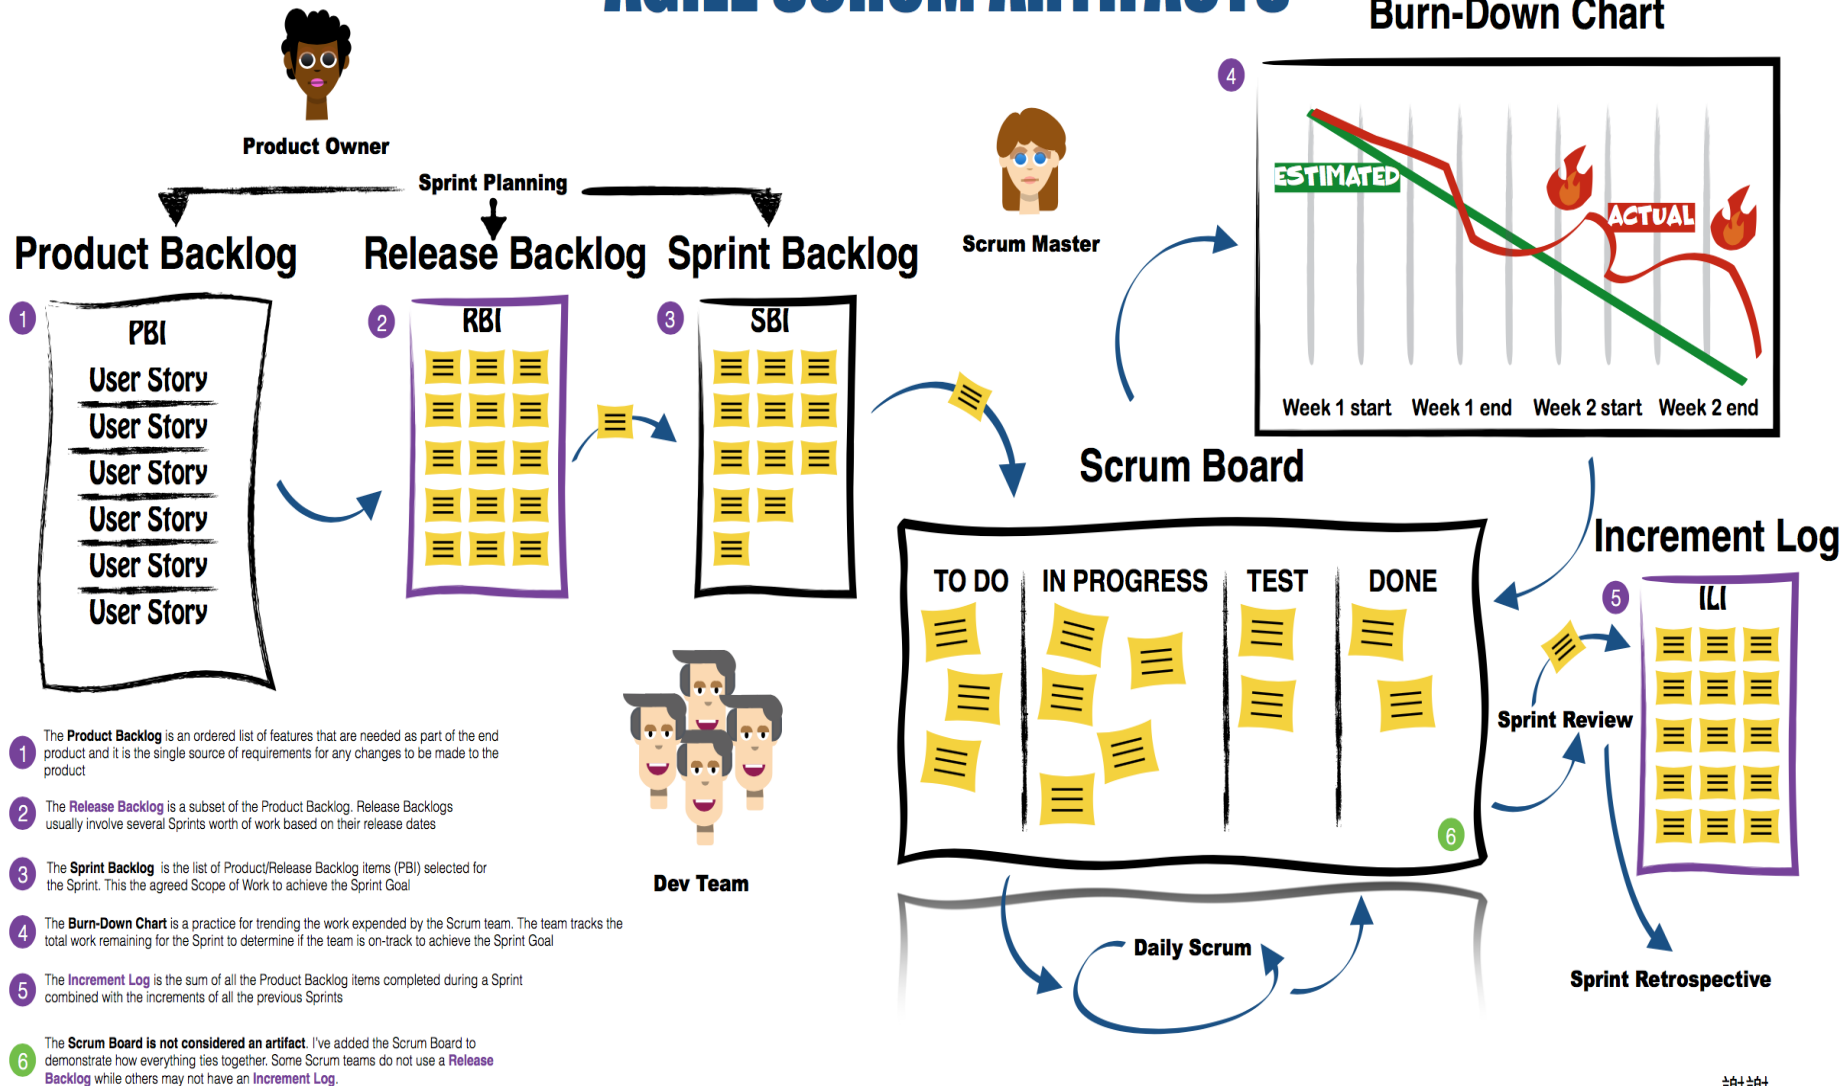 AGILE SCRUM ARTIFACTS
Burn-Down Chart
4
ESTIMATED
ACTUAL
Week 1 start
Week 1 end
Week 2 start
Week 2 end
Product Owner
Sprint Planning
Scrum Master
Product Backlog
Release Backlog
Sprint Backlog
1
PBI
User Story
User Story
User Story
User Story
User Story
User Story
2
RBI
3
SBI
Scrum Board
TO DO
IN PROGRESS
TEST
DONE
6
Increment Log
5
ILI
Sprint Review
Daily Scrum
Sprint Retrospective
Dev Team
1
The Product Backlog is an ordered list of features that are needed as part of the end
product and it is the single source of requirements for any changes to be made to the
product
2
The Release Backlog is a subset of the Product Backlog. Release Backlogs
usually involve several Sprints worth of work based on their release dates
3
The Sprint Backlog is the list of Product/Release Backlog items (PBI) selected for
the Sprint. This the agreed Scope of Work to achieve the Sprint Goal
4
The Burn-Down Chart is a practice for trending the work expended by the Scrum team. The team tracks the
total work remaining for the Sprint to determine if the team is on-track to achieve the Sprint Goal
5
The Increment Log is the sum of all the Product Backlog items completed during a Sprint
combined with the increments of all the previous Sprints
6
The Scrum Board is not considered an artifact. I've added the Scrum Board to
demonstrate how everything ties together. Some Scrum teams do not use a Release
Backlog while others may not have an Increment Log.